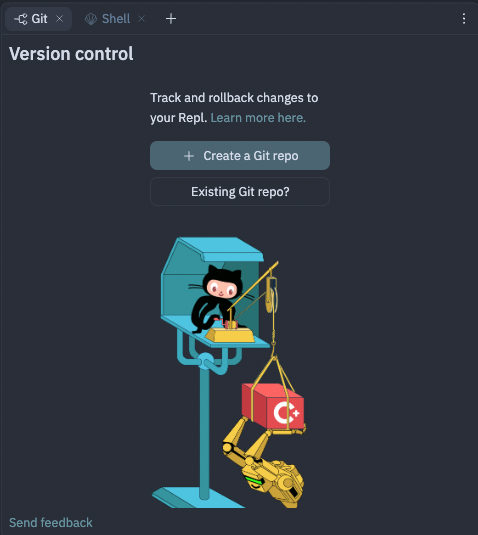 Git
Shell
Version control
Track and rollback changes to
your Repl. Learn more here.
Create a Git repo
Existing Git repo?
C+
Send feedback